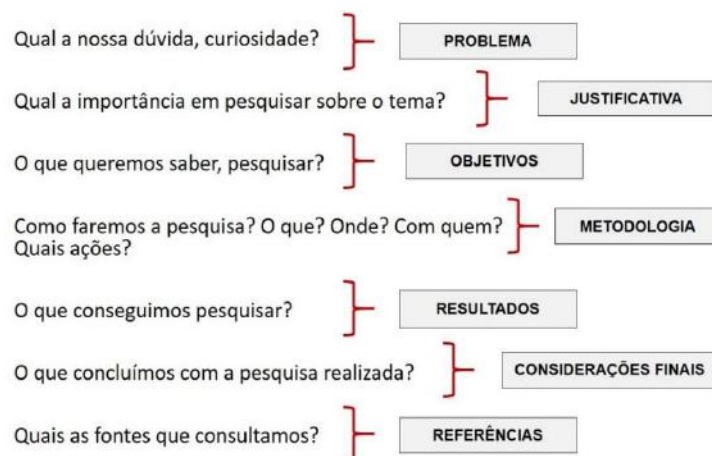 Qual a nossa dúvida, curiosidade?
PROBLEMA
Qual a importância em pesquisar sobre o tema?
JUSTIFICATIVA
O que queremos saber, pesquisar?
OBJETIVOS
Como faremos a pesquisa? O que? Onde? Com quem?
Quais ações?
METODOLOGIA
O que conseguimos pesquisar?
RESULTADOS
O que concluímos com a pesquisa realizada?
CONSIDERAÇÕES FINAIS
Quais as fontes que consultamos?
REFERÊNCIAS